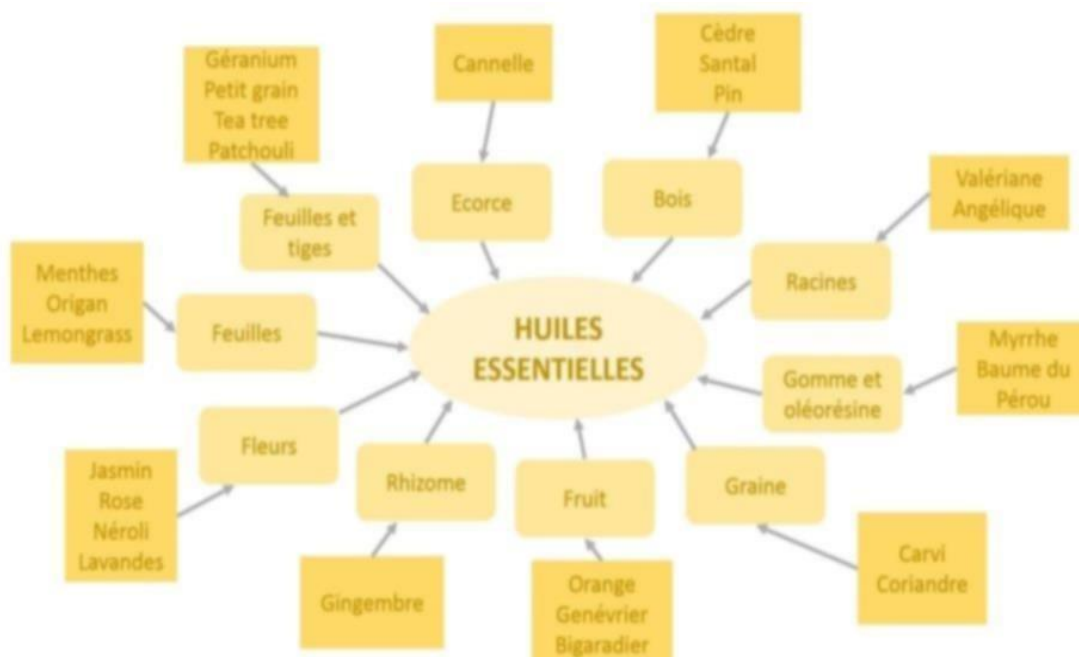 Géranium
Petit grain
Tea tree
Patchouli
Cannelle
Cèdre
Santal
Pin
Valériane
Angélique
Feuilles et
tiges
Ecorce
Bois
Racines
Menthes
Origan
Lemongrass
Feuilles
HUILES
ESSENTIELLES
Gomme et
oléorésine
Myrrhe
Baume du
Pérou
Fleurs
Rhizome
Fruit
Graine
Jasmin
Rose
Néroli
Lavandes
Gingembre
Orange
Genévrier
Bigaradier
Carvi
Coriandre